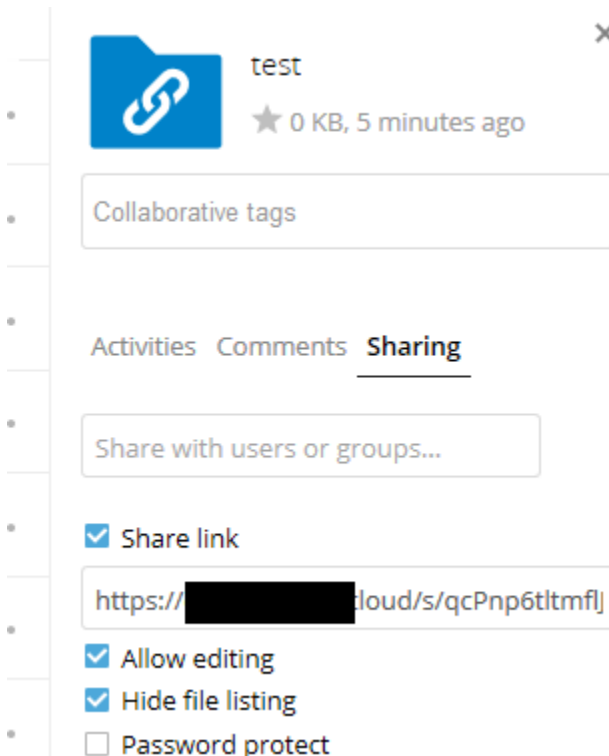 test
0 KB, 5 minutes ago
Collaborative tags
Activities Comments Sharing
Share with users or groups...
Share link
https:// loud/s/qcPnp6tltmflJ
Allow editing
Hide file listing
Password protect